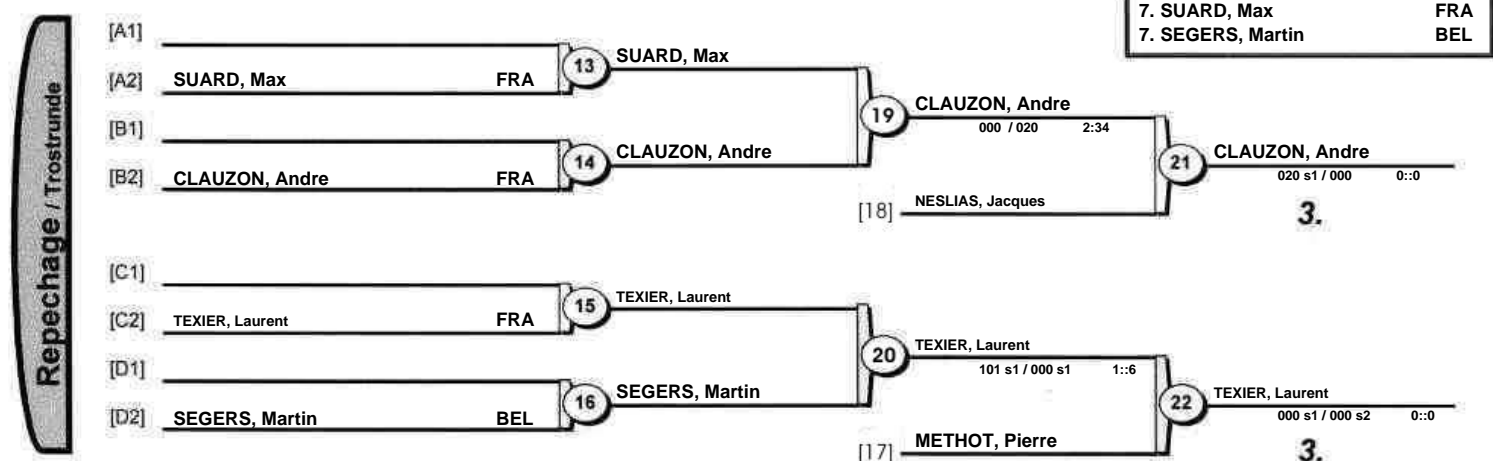 7. SUARD, Max FRA
7. SEGERS, Martin BEL
Repechage / Trostrunde
[A1]
[A2] SUARD, Max FRA
13 SUARD, Max
[B1]
[B2] CLAUZON, Andre FRA
14 CLAUZON, Andre
19 CLAUZON, Andre
000 / 020 2:34
[18] NESLIAS, Jacques
21 CLAUZON, Andre
020 s1 / 000 0::0
3.
[C1]
[C2] TEXIER, Laurent FRA
15 TEXIER, Laurent
[D1]
[D2] SEGERS, Martin BEL
16 SEGERS, Martin
20 TEXIER, Laurent
101 s1 / 000 s1 1::6
[17] METHOT, Pierre
22 TEXIER, Laurent
000 s1 / 000 s2 0::0
3.